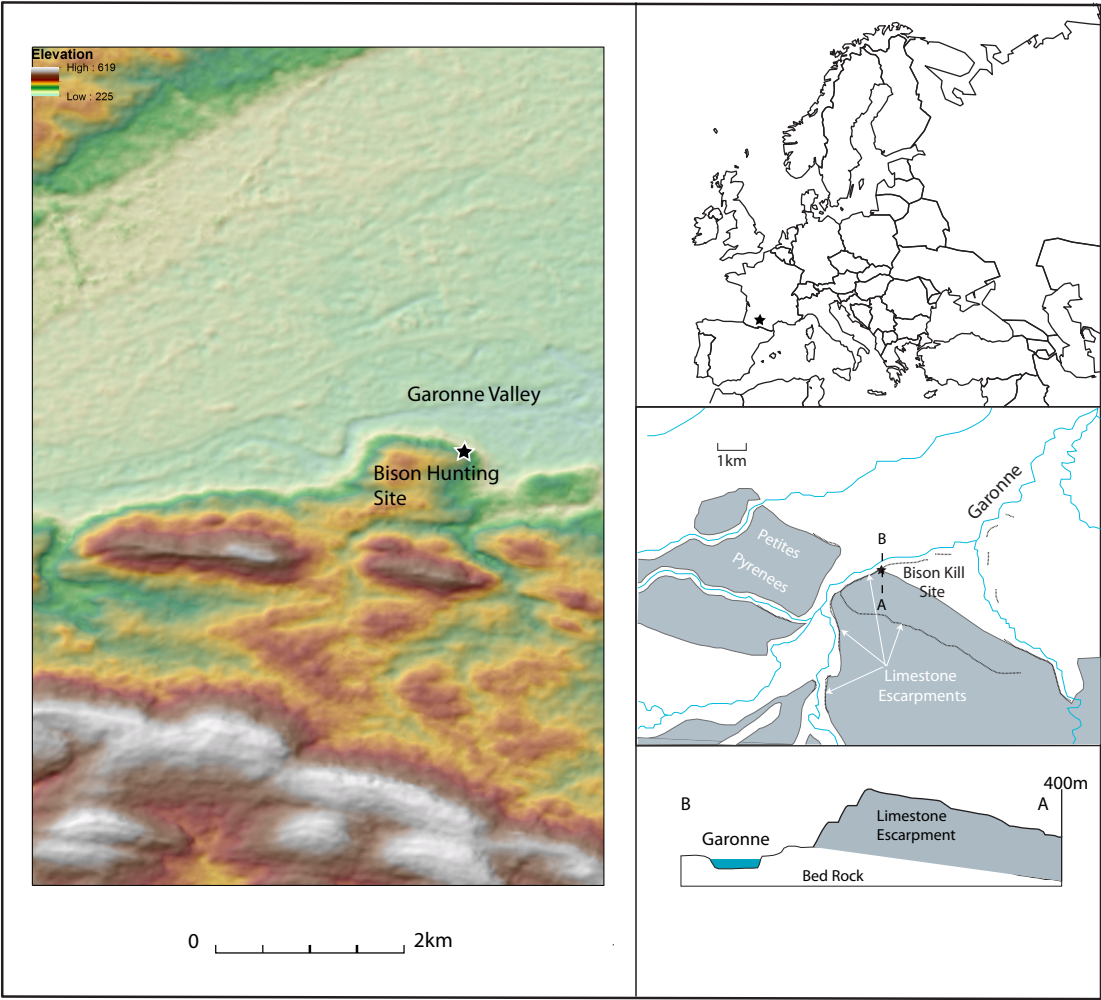 Elevation
High : 619
Low : 225
Garonne Valley
Bison Hunting
Site
0
2km
1km
Garonne
Petites
Pyrenees
B
Bison Kill
Site
A
Limestone
Escarpments
400m
B
A
Limestone
Escarpment
Garonne
Bed Rock